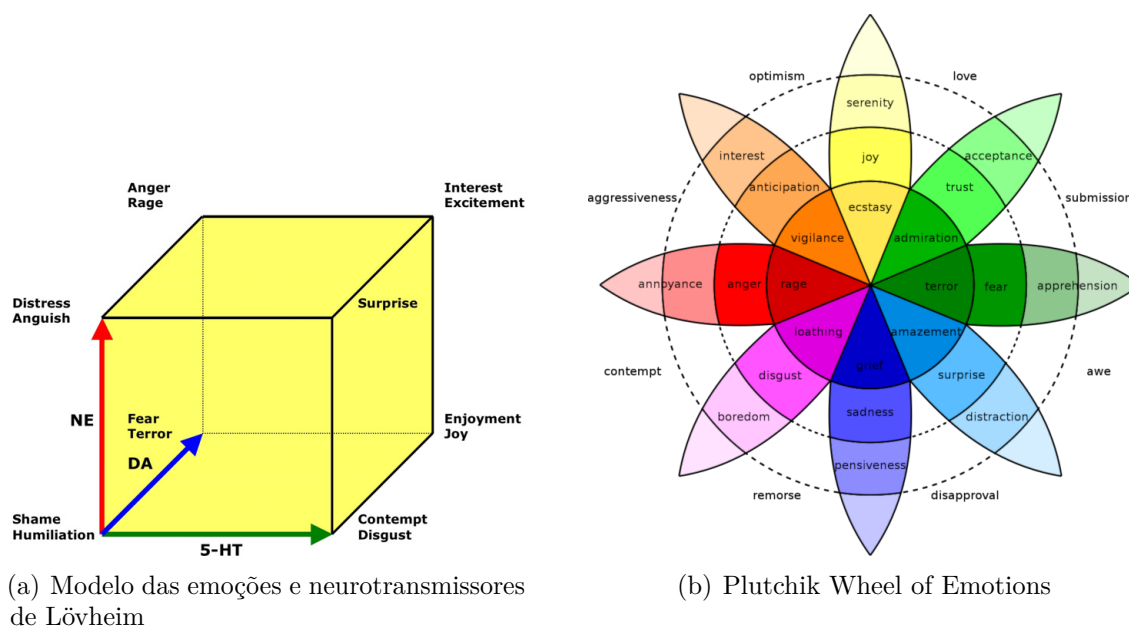 Anger
Rage
Interest
Excitement
Distress
Anguish
Surprise
NE
Fear
Terror
DA
Enjoyment
Joy
Shame
Humiliation
Contempt
Disgust
5-HT
(a) Modelo das emoções e neurotransmissores
de Lövheim
optimism
love
serenity
interest
joy
acceptance
anticipation
trust
aggressiveness
ecstasy
submission
vigilance
admiration
annoyance
anger
rage
terror
fear
apprehension
loathing
amazement
contempt
grief
awe
disgust
surprise
boredom
sadness
distraction
pensiveness
remorse
disapproval
(b) Plutchik Wheel of Emotions